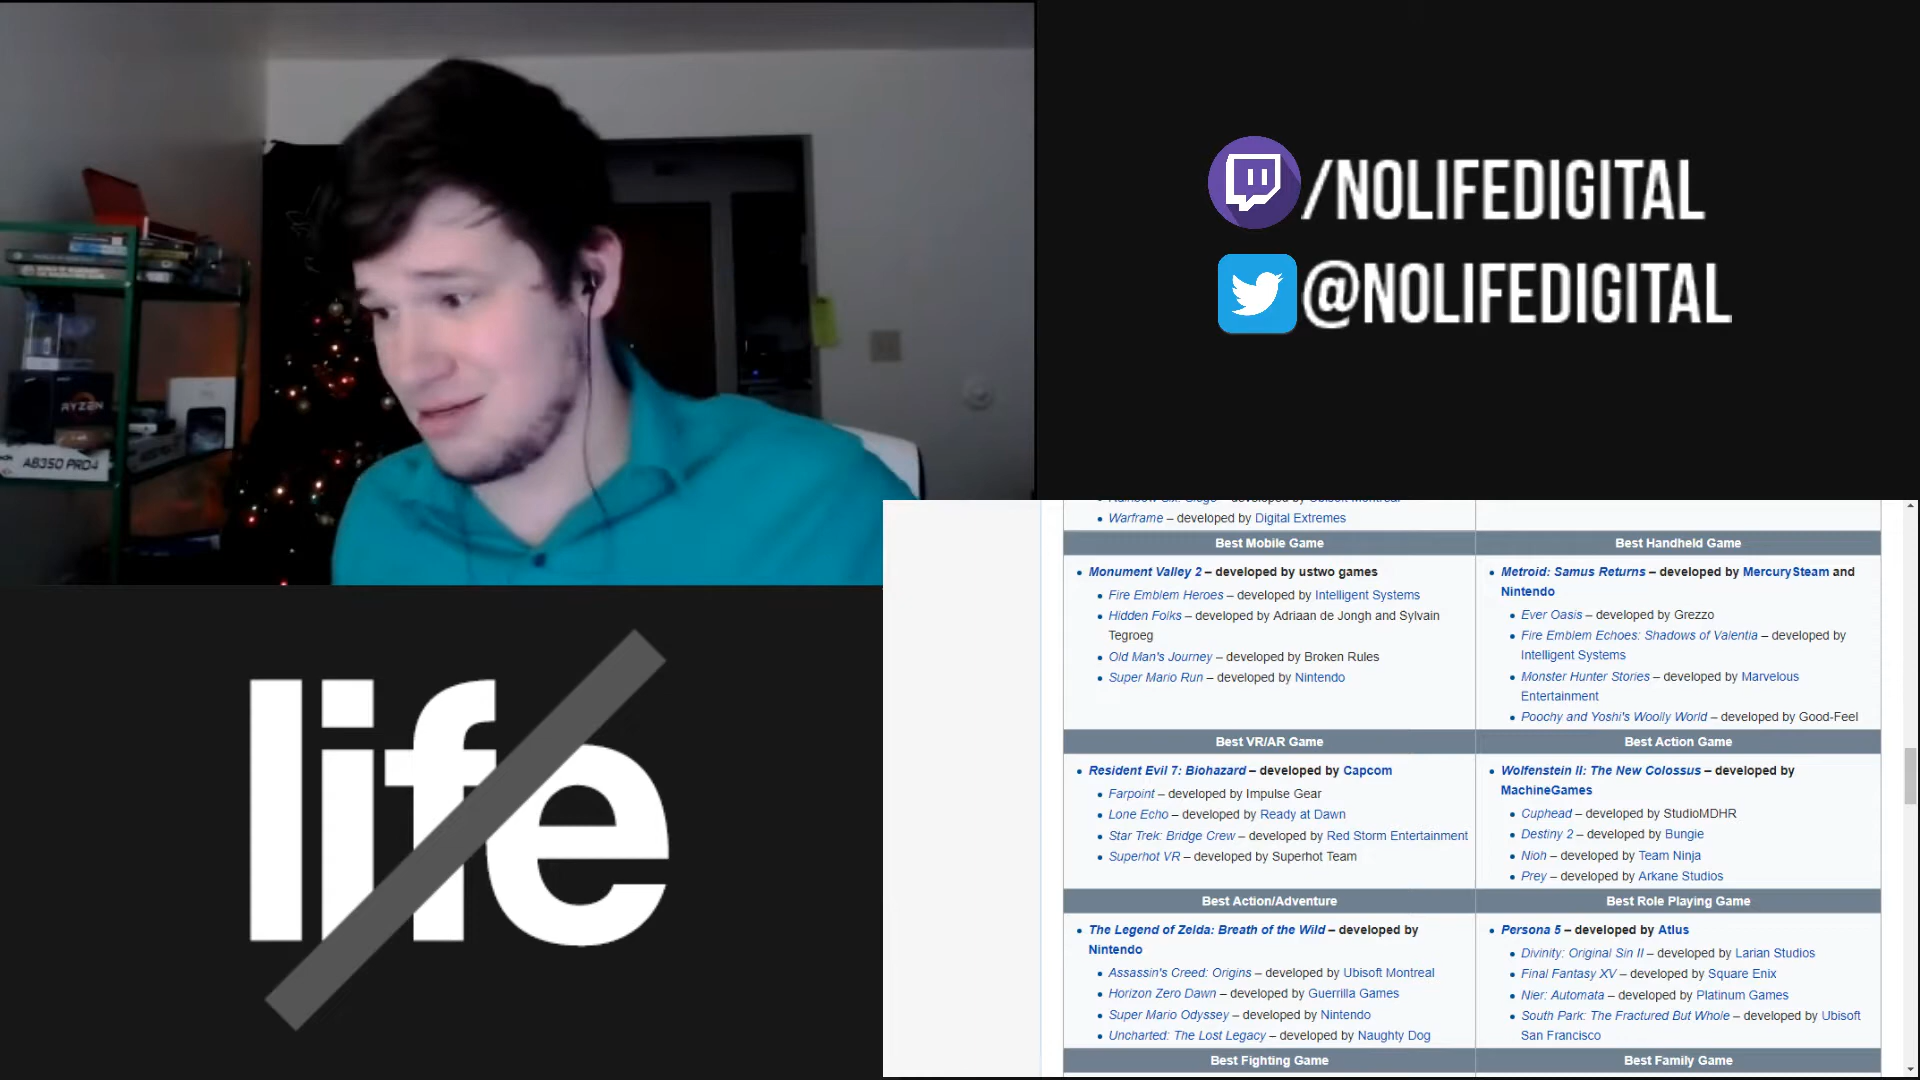 /NOLIFEDIGITAL
@NOLIFEDIGITAL
RYZEN
AB350 PRO4
life
Rainbow Six: Siege – developed by Ubisoft Montreal
Warframe – developed by Digital Extremes
Best Mobile Game
Monument Valley 2 – developed by ustwo games
Fire Emblem Heroes – developed by Intelligent Systems
Hidden Folks – developed by Adriaan de Jongh and Sylvain
Tegroeg
Old Man's Journey – developed by Broken Rules
Super Mario Run – developed by Nintendo
Best Handheld Game
Metroid: Samus Returns – developed by MercurySteam and
Nintendo
Ever Oasis – developed by Grezzo
Fire Emblem Echoes: Shadows of Valentia – developed by
Intelligent Systems
Monster Hunter Stories – developed by Marvelous
Entertainment
Poochy and Yoshi's Woolly World – developed by Good-Feel
Best VR/AR Game
Resident Evil 7: Biohazard – developed by Capcom
Farpoint – developed by Impulse Gear
Lone Echo – developed by Ready at Dawn
Star Trek: Bridge Crew – developed by Red Storm Entertainment
Superhot VR – developed by Superhot Team
Best Action Game
Wolfenstein II: The New Colossus – developed by
MachineGames
Cuphead – developed by StudioMDHR
Destiny 2 – developed by Bungie
Nioh – developed by Team Ninja
Prey – developed by Arkane Studios
Best Action/Adventure
The Legend of Zelda: Breath of the Wild – developed by
Nintendo
Assassin's Creed: Origins – developed by Ubisoft Montreal
Horizon Zero Dawn – developed by Guerrilla Games
Super Mario Odyssey – developed by Nintendo
Uncharted: The Lost Legacy – developed by Naughty Dog
Best Role Playing Game
Persona 5 – developed by Atlus
Divinity: Original Sin II – developed by Larian Studios
Final Fantasy XV – developed by Square Enix
Nier: Automata – developed by Platinum Games
South Park: The Fractured But Whole – developed by Ubisoft
San Francisco
Best Fighting Game
Best Family Game